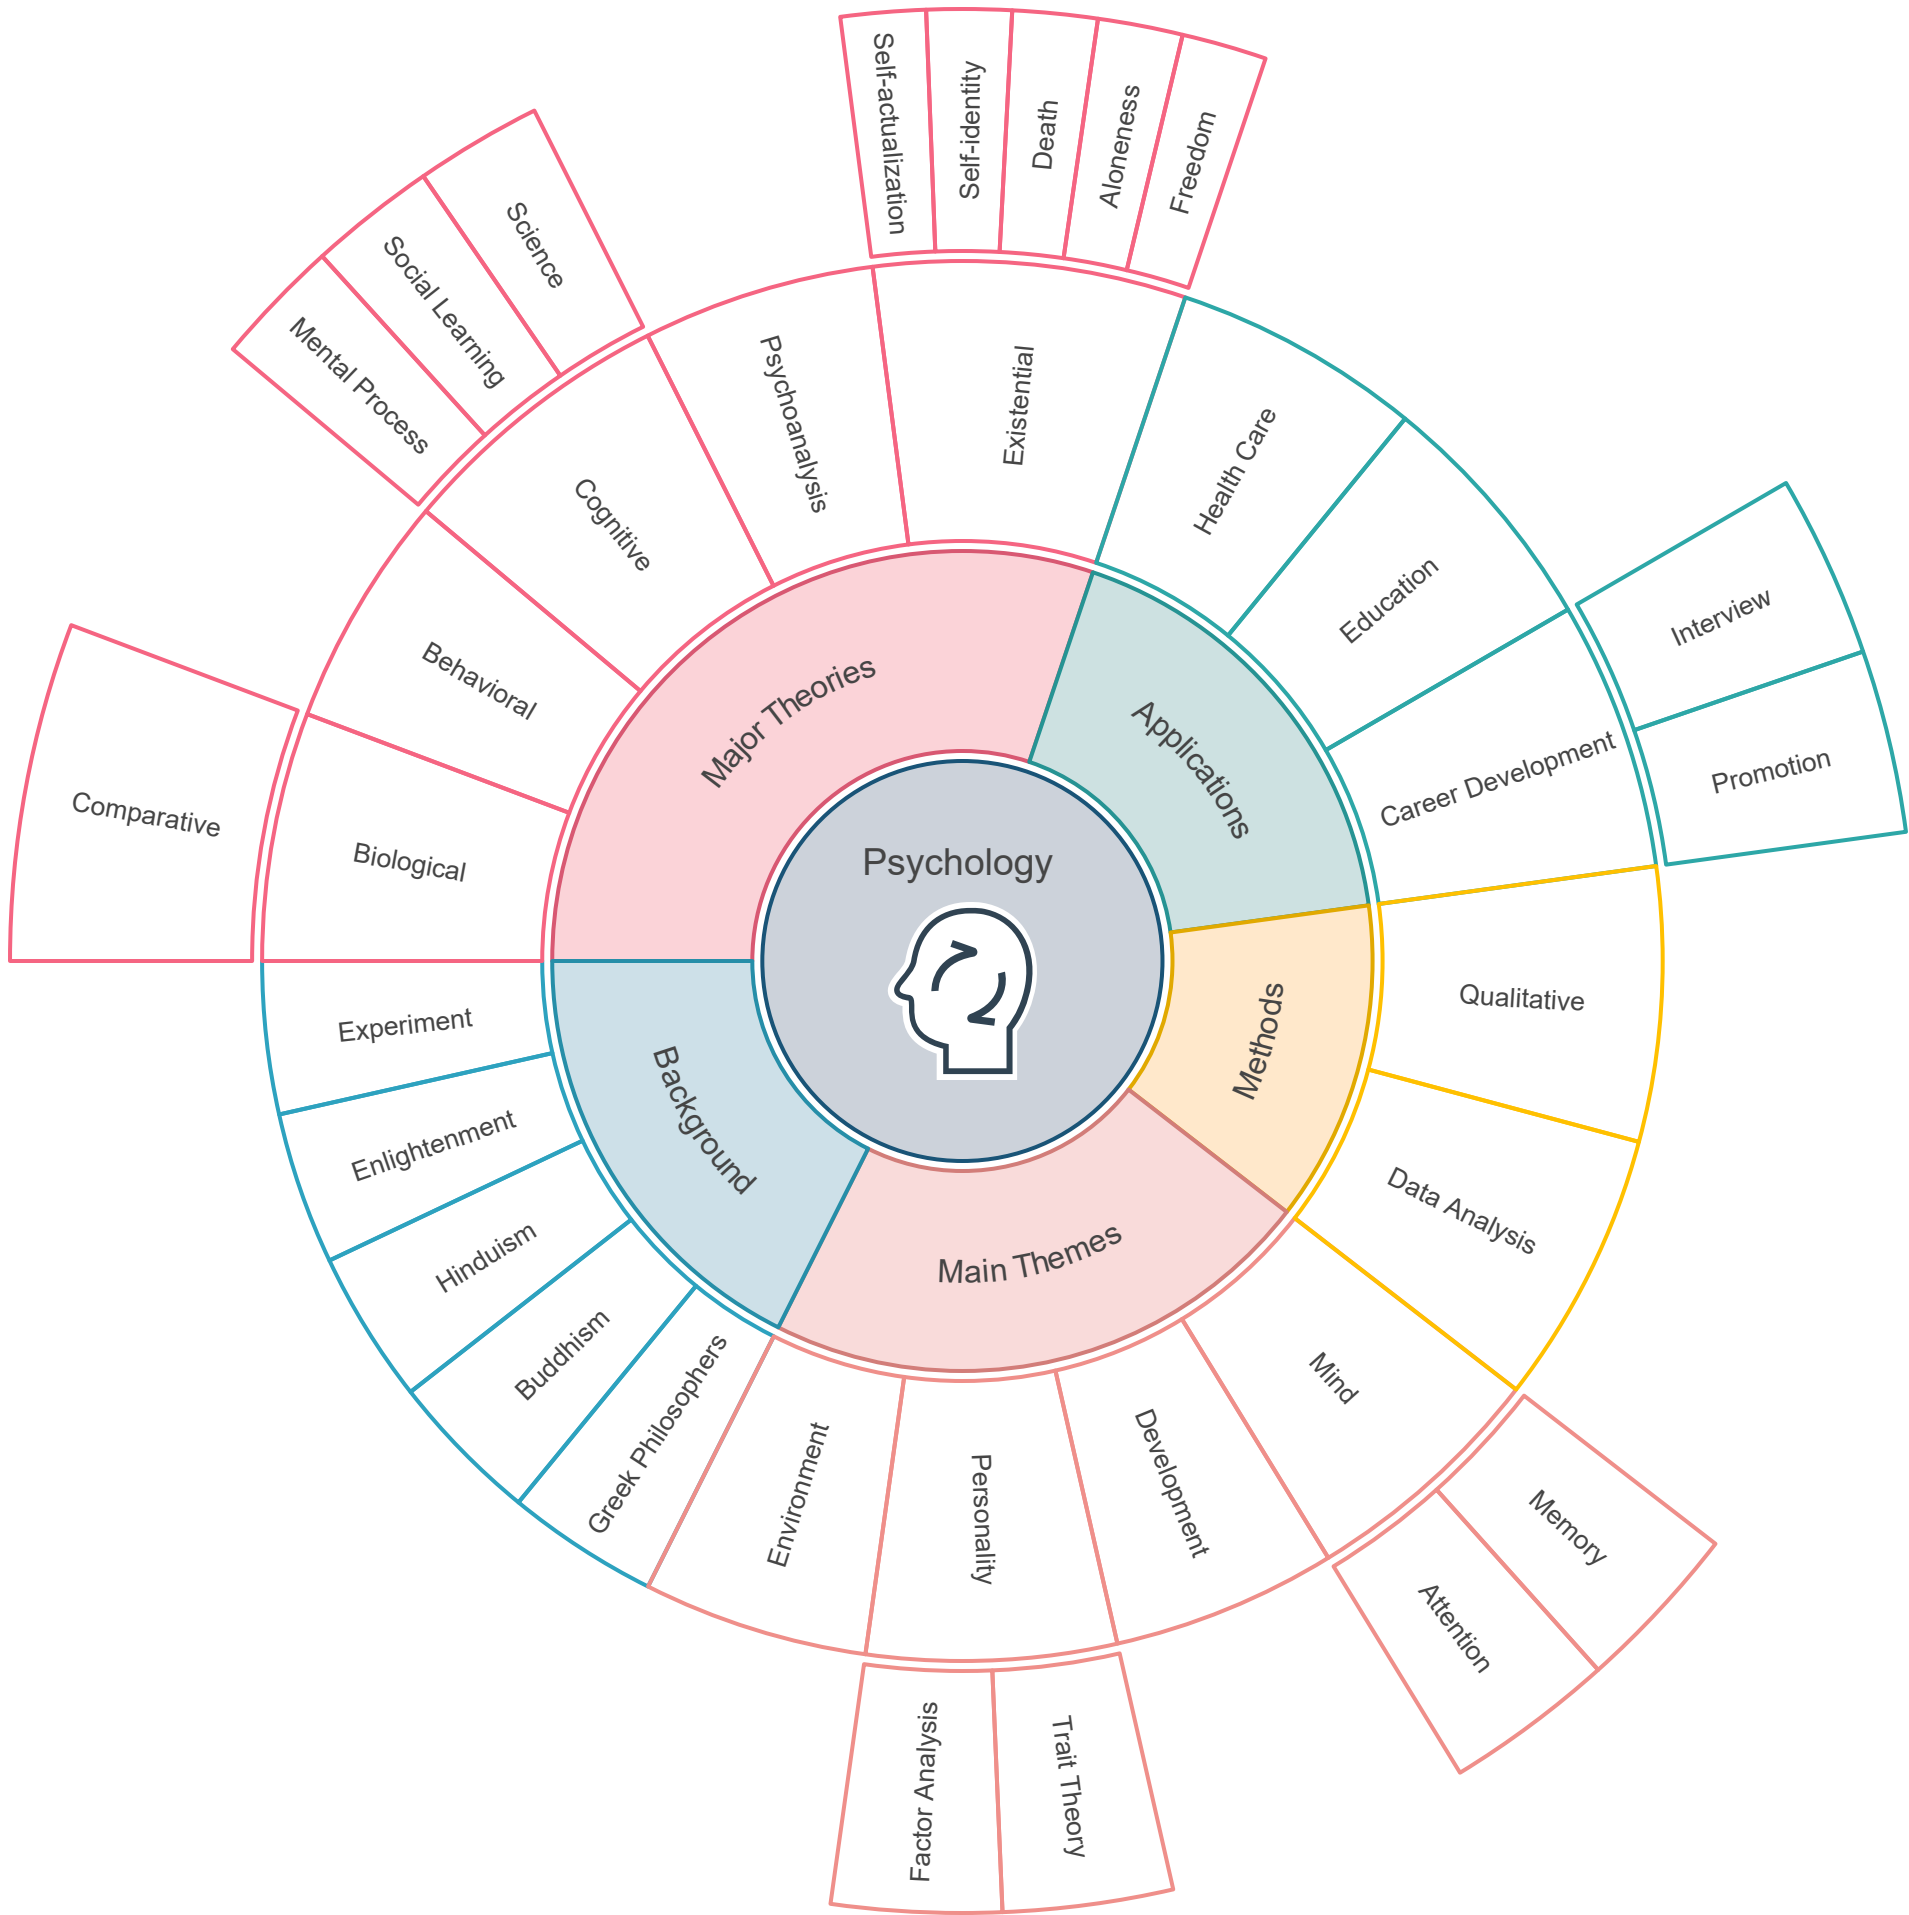 Psychology
Major Theories
Biological
Comparative
Behavioral
Cognitive
Mental Process
Social Learning
Science
Psychoanalysis
Existential
Self-actualization
Self-identity
Death
Aloneness
Freedom
Applications
Health Care
Education
Career Development
Interview
Promotion
Methods
Qualitative
Data Analysis
Main Themes
Mind
Memory
Attention
Development
Personality
Trait Theory
Factor Analysis
Environment
Background
Greek Philosophers
Buddhism
Hinduism
Enlightenment
Experiment